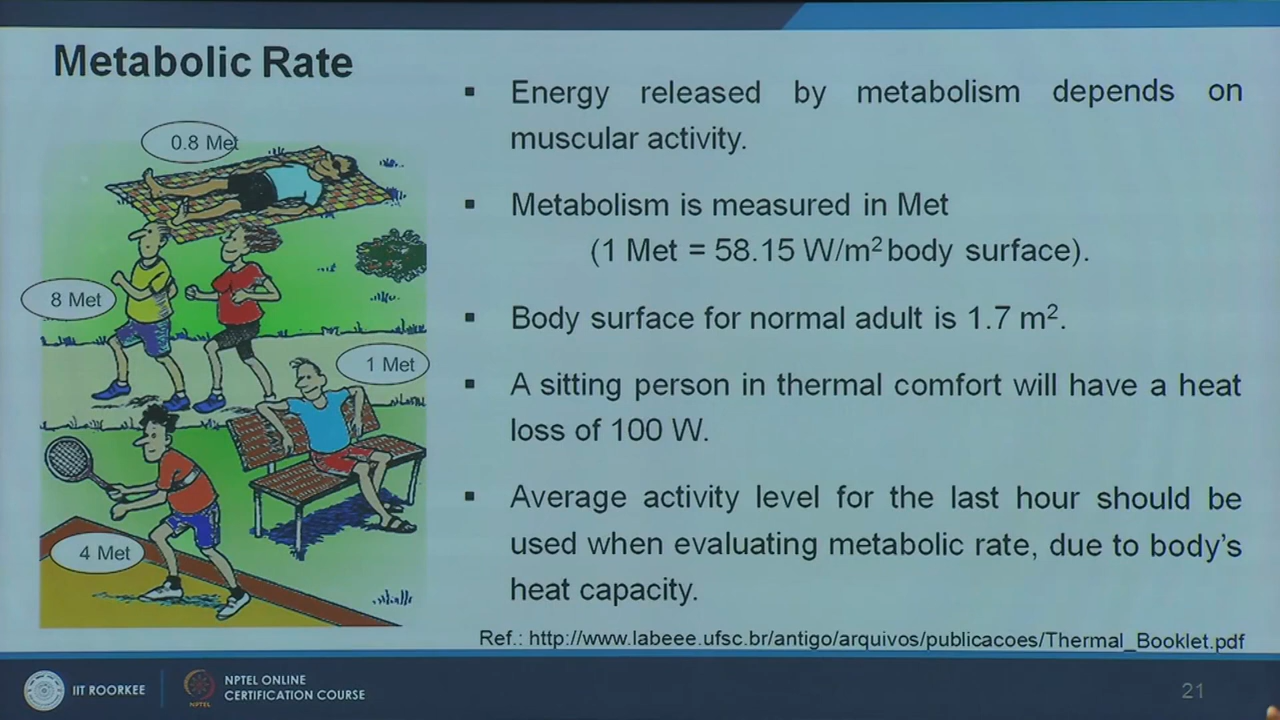 Metabolic Rate
0.8 Met
8 Met
1 Met
4 Met
▪ Energy released by metabolism depends on
muscular activity.
▪ Metabolism is measured in Met
(1 Met = 58.15 W/m² body surface).
▪ Body surface for normal adult is 1.7 m².
▪ A sitting person in thermal comfort will have a heat
loss of 100 W.
▪ Average activity level for the last hour should be
used when evaluating metabolic rate, due to body's
heat capacity.
Ref.: http://www.labeee.ufsc.br/antigo/arquivos/publicacoes/Thermal_Booklet.pdf
IIT ROORKEE
NPTEL
NPTEL ONLINE
CERTIFICATION COURSE
21